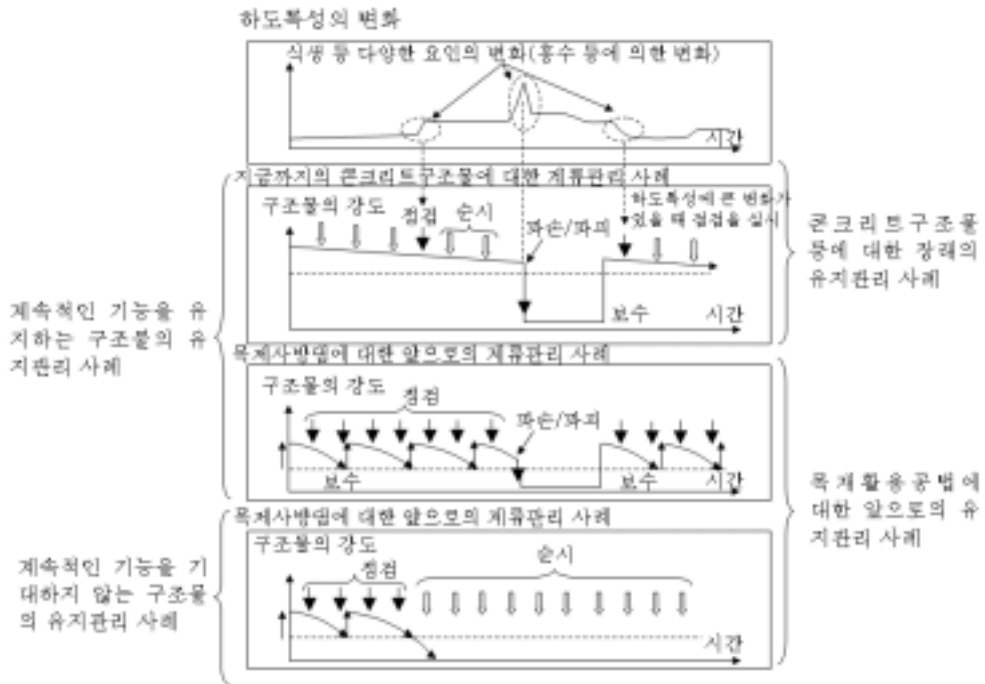 하도특성의 변화
식생 등 다양한 요인의 변화(홍수 등에 의한 변화)
시간
지금까지의 콘크리트구조물에 대한 계류관리 사례
구조물의 강도
점검
순시
하도특성에 큰 변화가
있을 때 점검을 실시
파손/파괴
보수
시간
콘크리트구조물
등에 대한 장래의
유지관리 사례
계속적인 기능을 유
지하는 구조물의 유
지관리 사례
목제사방댐에 대한 앞으로의 계류관리 사례
구조물의 강도
점검
파손/파괴
보수
보수
시간
목재활용공법에
대한 앞으로의 유
지관리 사례
목제사방댐에 대한 앞으로의 계류관리 사례
구조물의 강도
점검
순시
시간
계속적인 기능을 기
대하지 않는 구조물
의 유지관리 사례